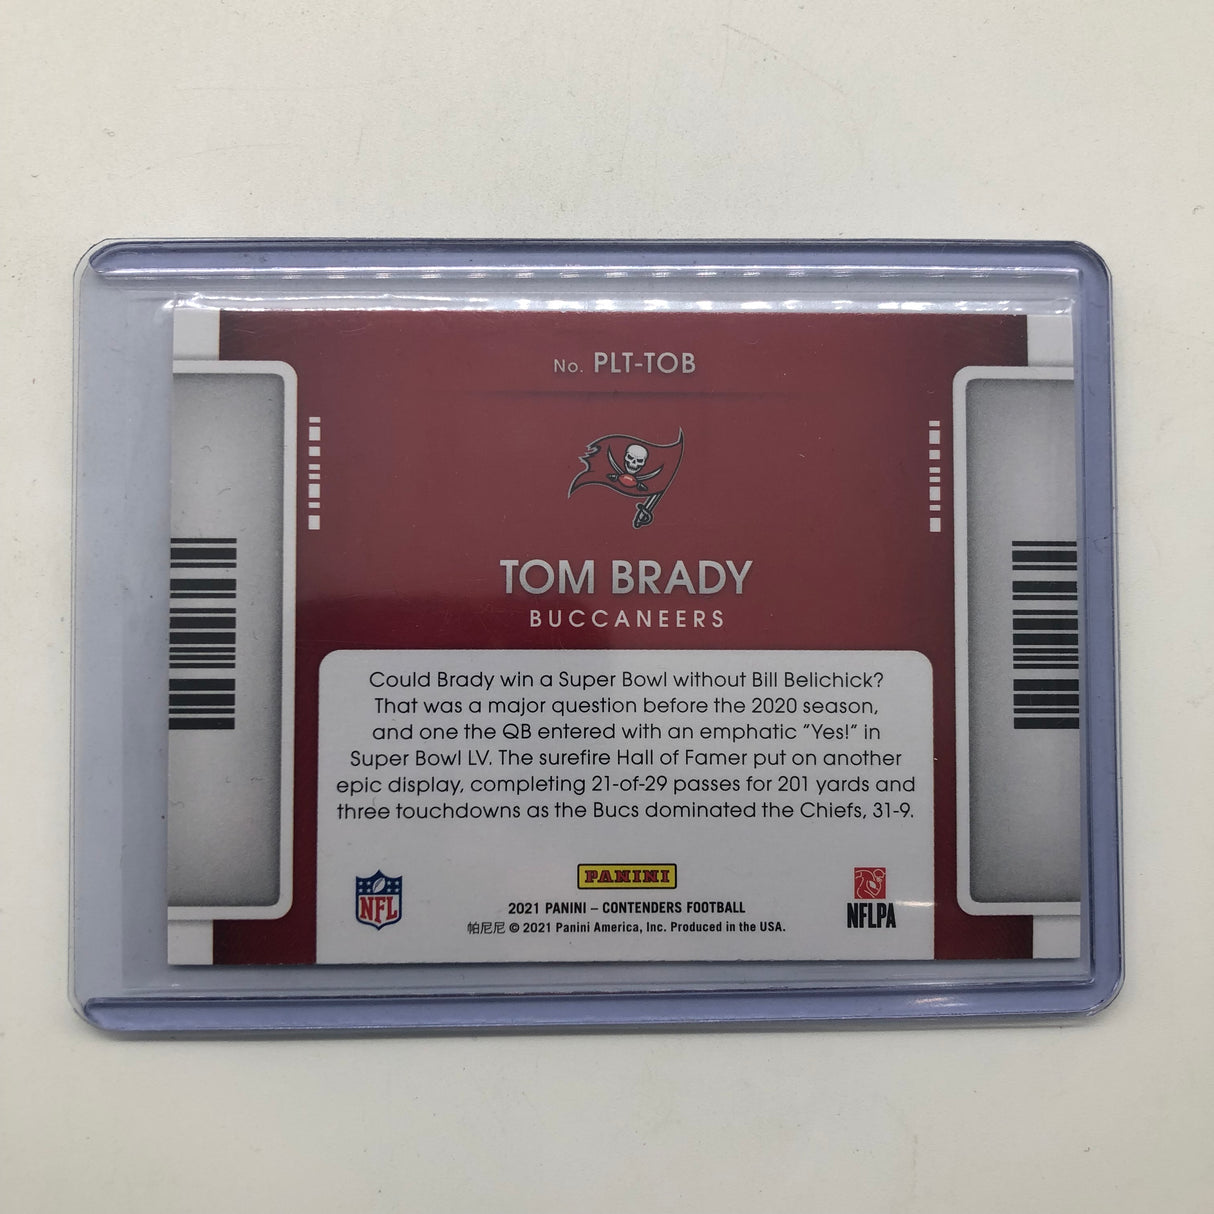 No. PLT-TOB
TOM BRADY
BUCCANEERS
Could Brady win a Super Bowl without Bill Belichick?
That was a major question before the 2020 season,
and one the QB entered with an emphatic "Yes!" in
Super Bowl LV. The surefire Hall of Famer put on another
epic display, completing 21-of-29 passes for 201 yards and
three touchdowns as the Bucs dominated the Chiefs, 31-9.
NFL
PANINI
2021 PANINI – CONTENDERS FOOTBALL
帕尼尼 © 2021 Panini America, Inc. Produced in the USA.
NFLPA